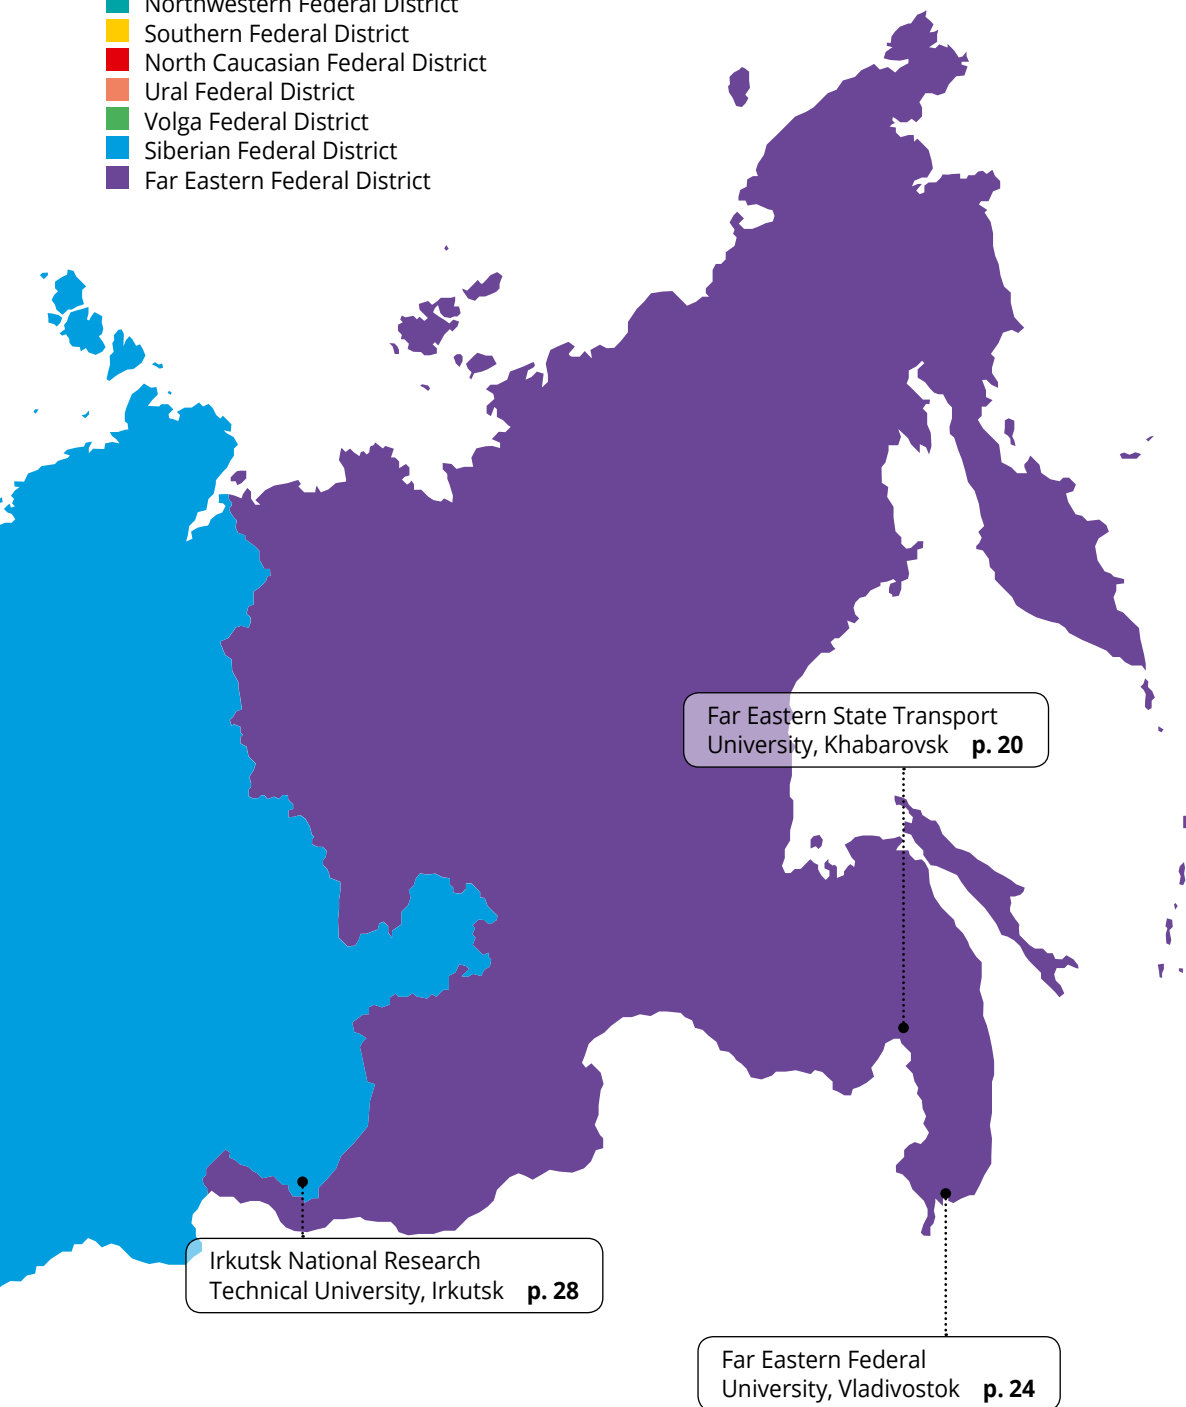 Northwestern Federal District
Southern Federal District
North Caucasian Federal District
Ural Federal District
Volga Federal District
Siberian Federal District
Far Eastern Federal District
Far Eastern State Transport
University, Khabarovsk p. 20
Irkutsk National Research
Technical University, Irkutsk p. 28
Far Eastern Federal
University, Vladivostok p. 24